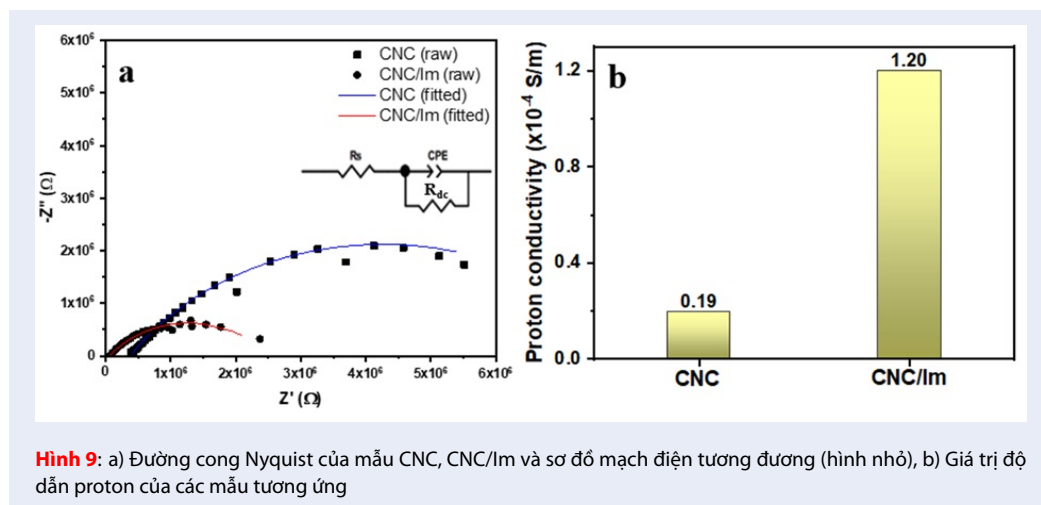 a
6x10⁶
5x10⁶
4x10⁶
3x10⁶
2x10⁶
1x10⁶
0
-Z'' (Ω)
CNC (raw)
CNC/Im (raw)
CNC (fitted)
CNC/Im (fitted)
Rs
CPE
Rdc
0
1x10⁶
2x10⁶
3x10⁶
4x10⁶
5x10⁶
6x10⁶
Z' (Ω)
b
Proton conductivity (x10⁻⁴ S/m)
1.2
0.8
0.4
0.0
0.19
1.20
CNC
CNC/Im
Hình 9: a) Đường cong Nyquist của mẫu CNC, CNC/Im và sơ đồ mạch điện tương đương (hình nhỏ), b) Giá trị độ
dẫn proton của các mẫu tương ứng